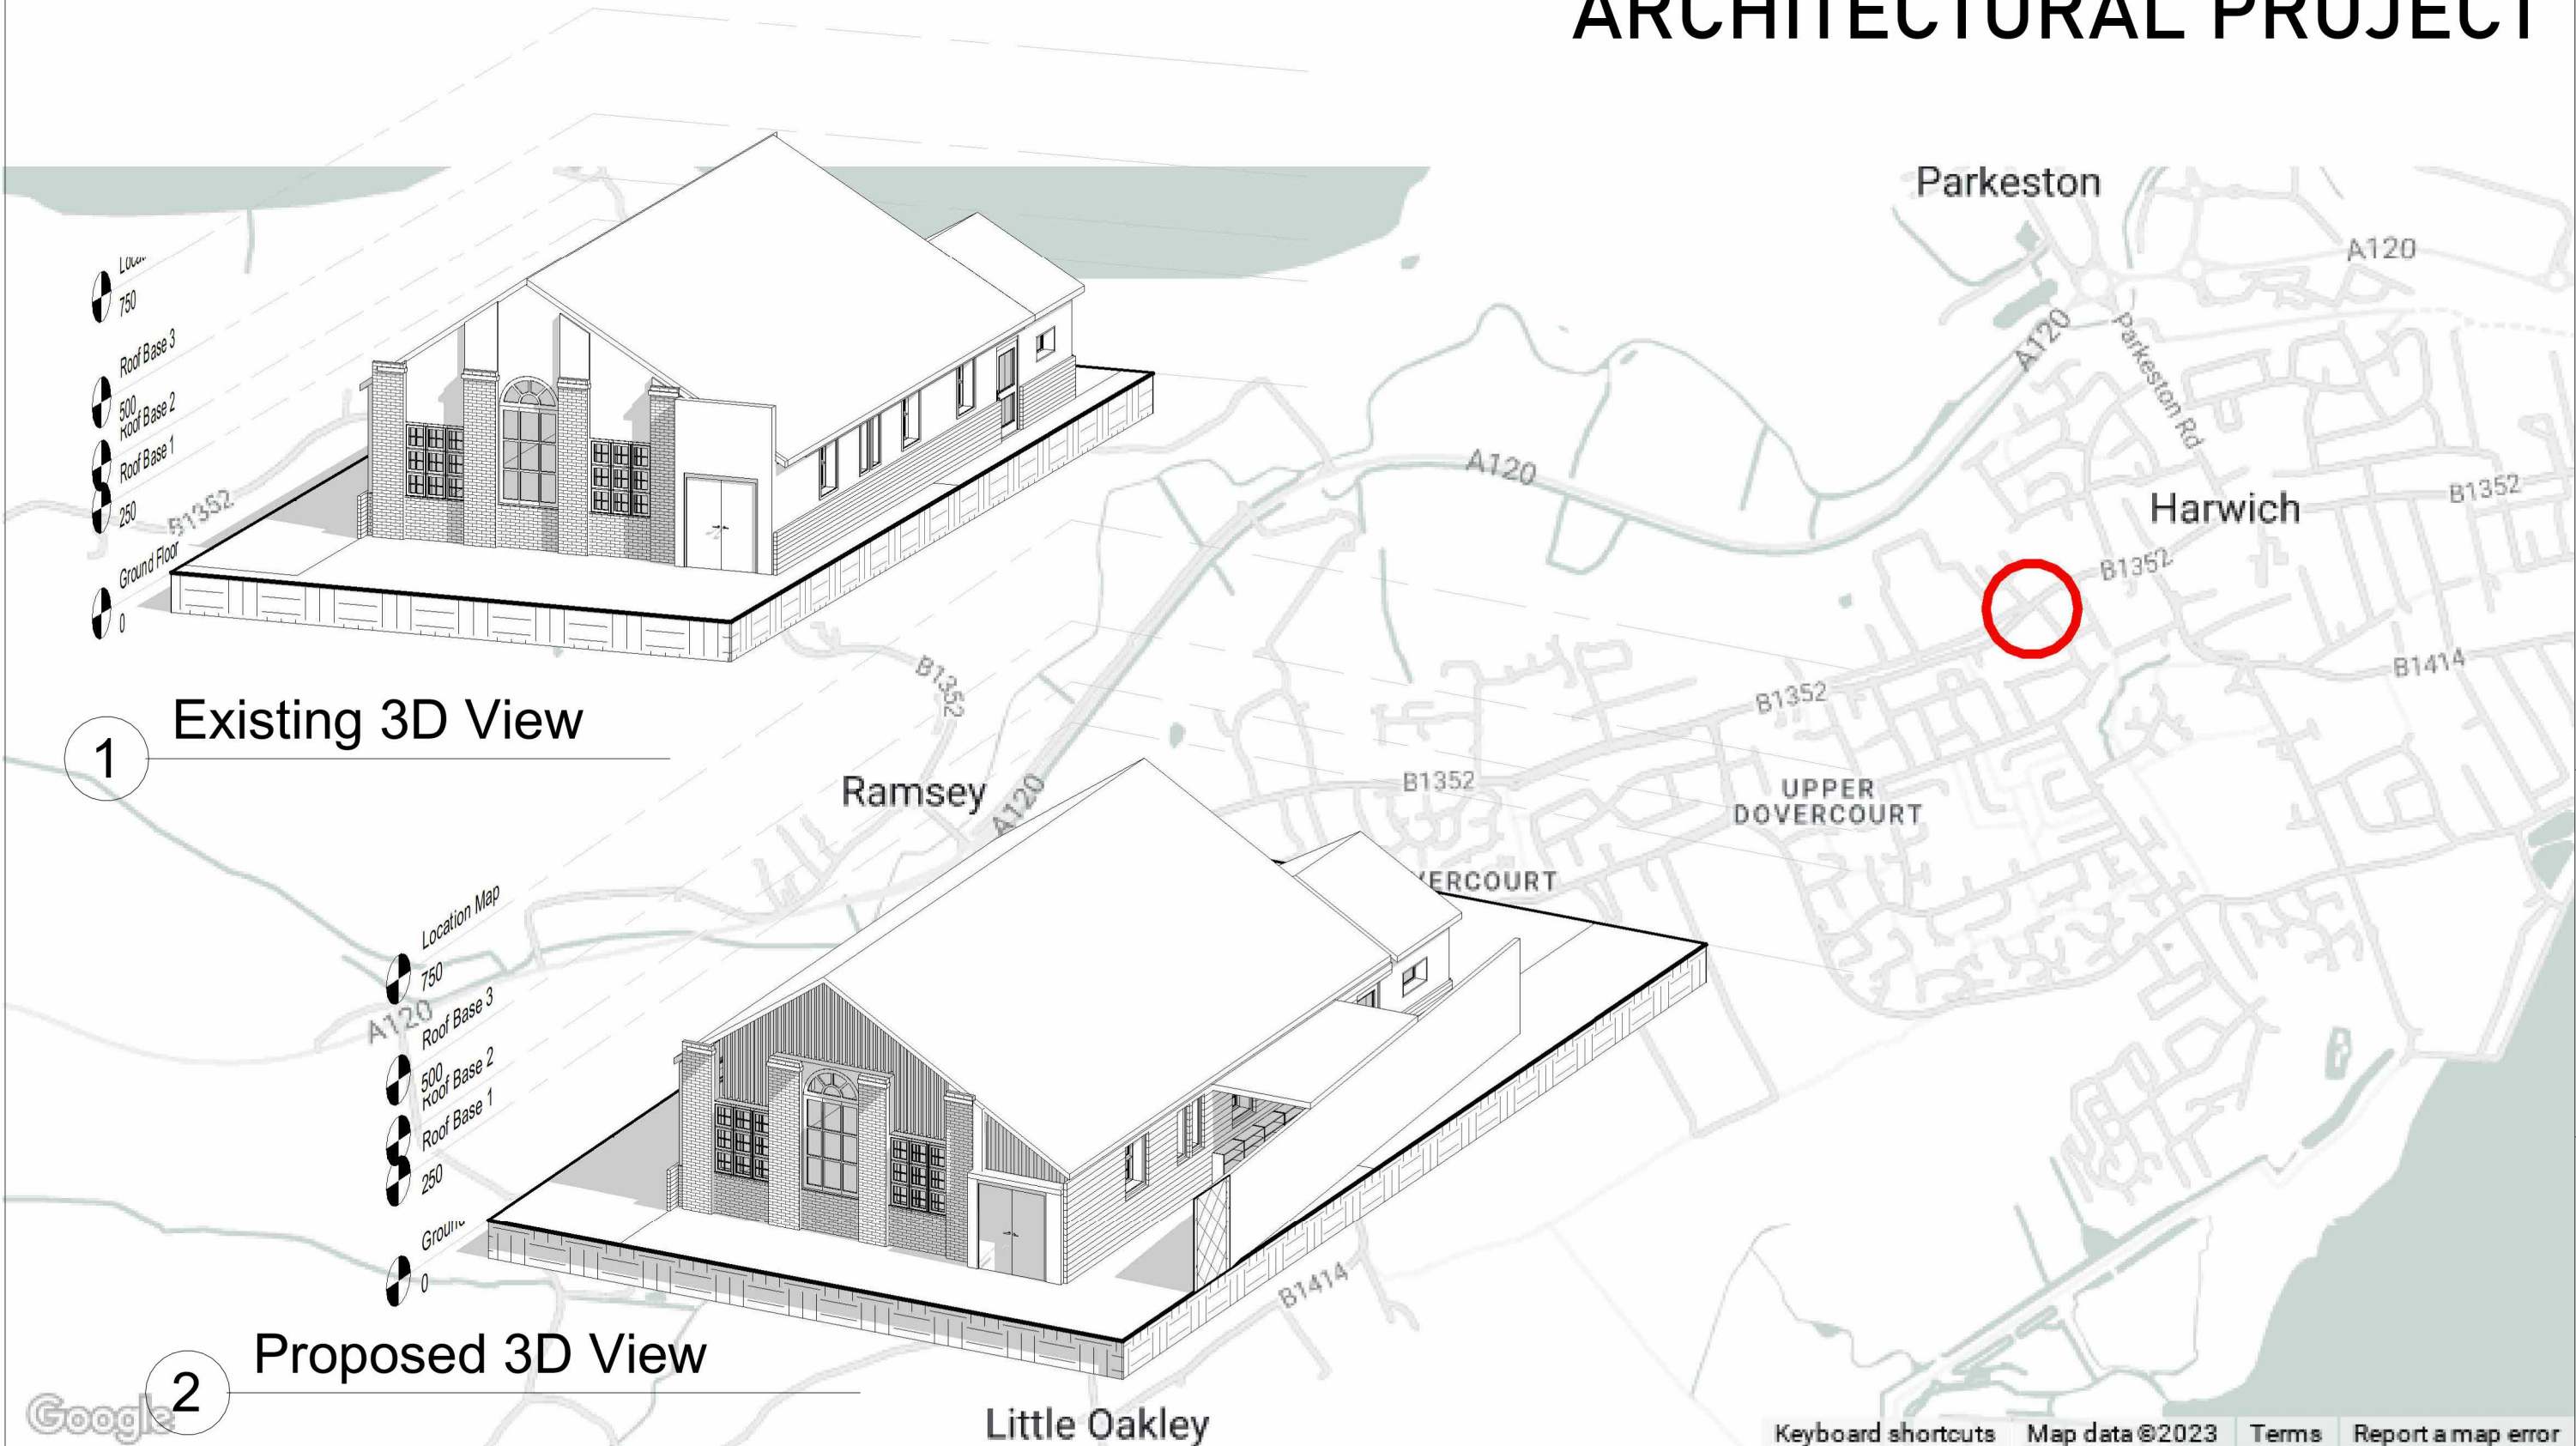 ARCHITECTURAL PROJECT
Parkeston
A120
750
Roof Base 3
A120
Parkeston Rd
500
Roof Base 2
Roof Base 1
A120
B1352
250
B1352
Harwich
Ground Floor
B1352
0
B1352
B1414
B1352
1
Existing 3D View
Ramsey
A120
B1352
UPPER
DOVERCOURT
VERCOURT
Location Map
750
A120
Roof Base 3
500
Roof Base 2
Roof Base 1
250
0
B1414
2
Proposed 3D View
Google
Little Oakley
Keyboard shortcuts Map data ©2023 Terms Report a map error